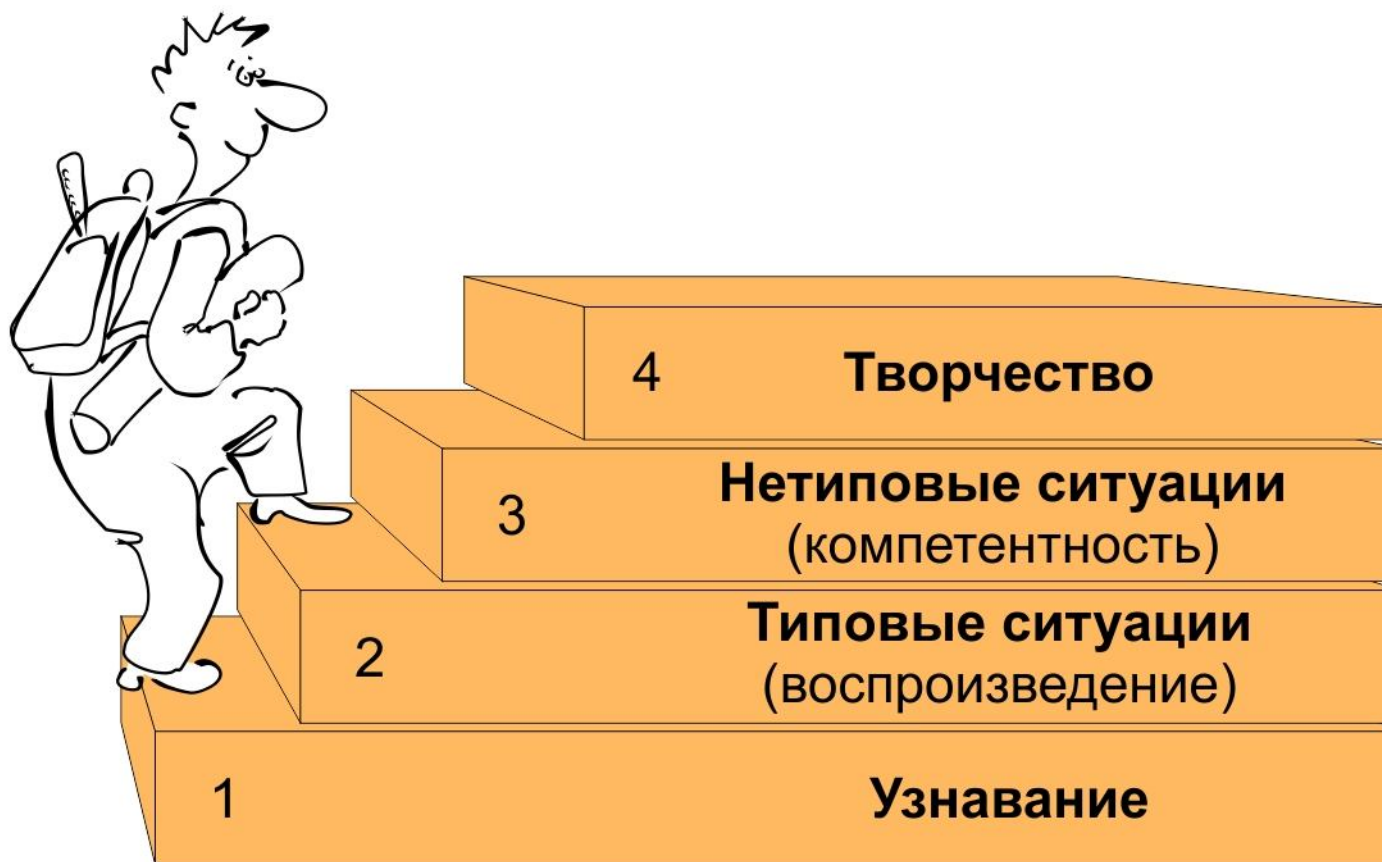 4 Творчество
3 Нетиповые ситуации
(компетентность)
2 Типовые ситуации
(воспроизведение)
1 Узнавание